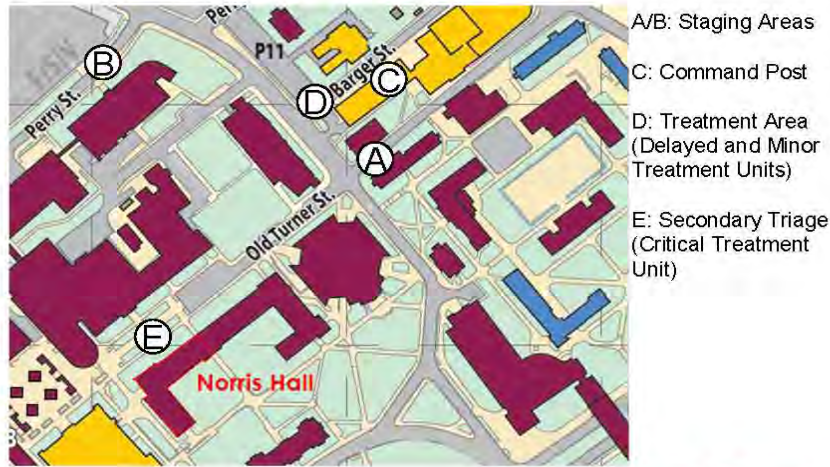 Perry St.
B
P11
Barger St.
C
D
A
Old Turner St.
E
Norris Hall
A/B: Staging Areas
C: Command Post
D: Treatment Area
(Delayed and Minor
Treatment Units)
E: Secondary Triage
(Critical Treatment
Unit)